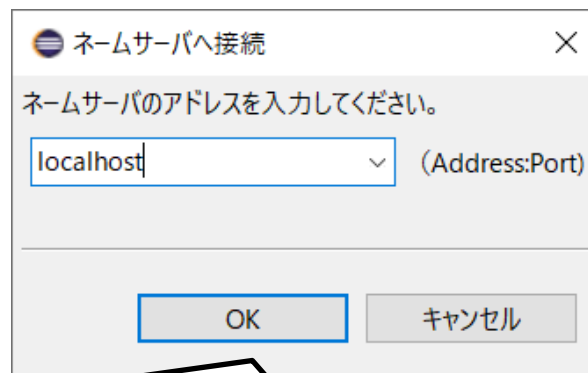 ネームサーバへ接続
ネームサーバのアドレスを入力してください。
localhost (Address:Port)
OK キャンセル